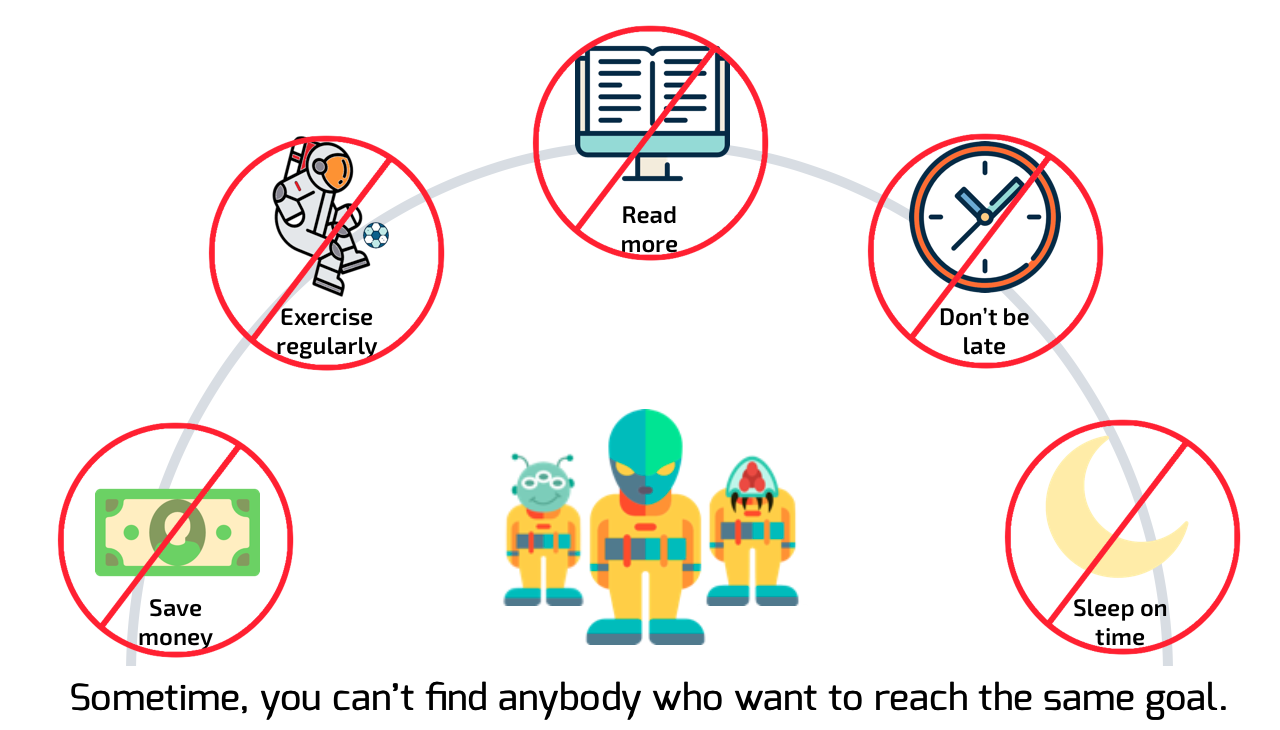 Read
more
Exercise
regularly
Don't be
late
Save
money
Sleep on
time
Sometime, you can't find anybody who want to reach the same goal.